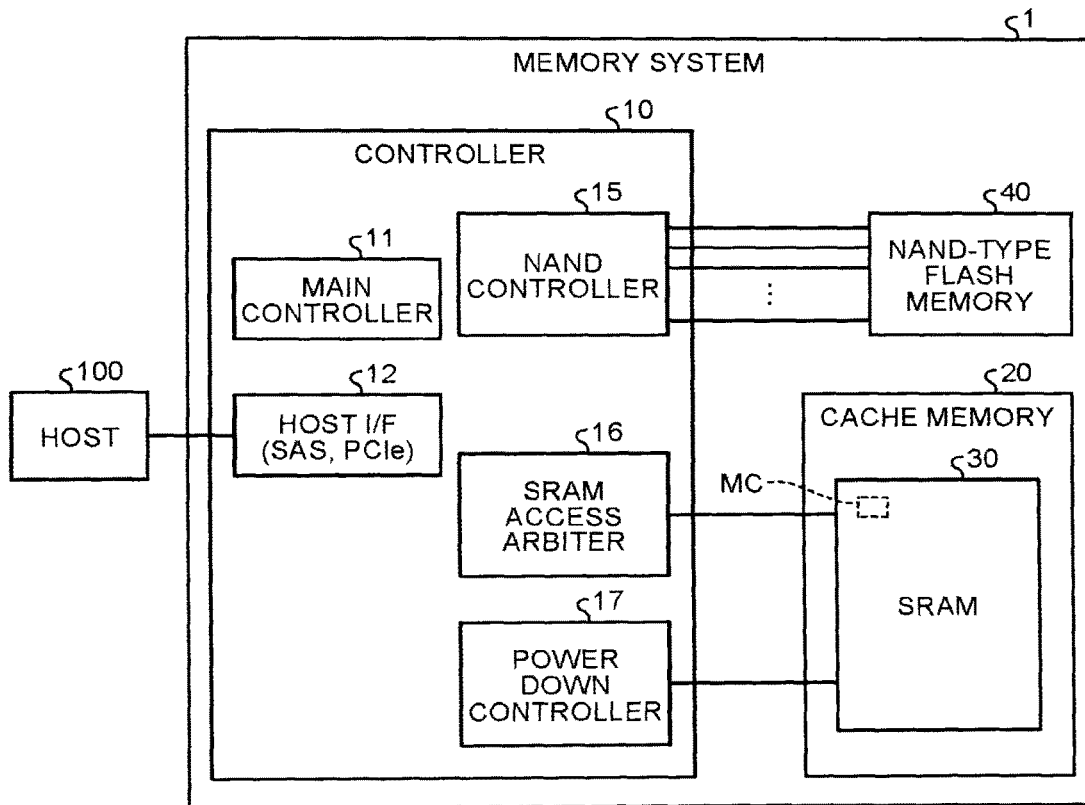 1
MEMORY SYSTEM
10
CONTROLLER
15
NAND
CONTROLLER
40
NAND-TYPE
FLASH
MEMORY
11
MAIN
CONTROLLER
100
HOST
12
HOST I/F
(SAS, PCIe)
20
CACHE MEMORY
16
SRAM
ACCESS
ARBITER
MC
30
SRAM
17
POWER
DOWN
CONTROLLER